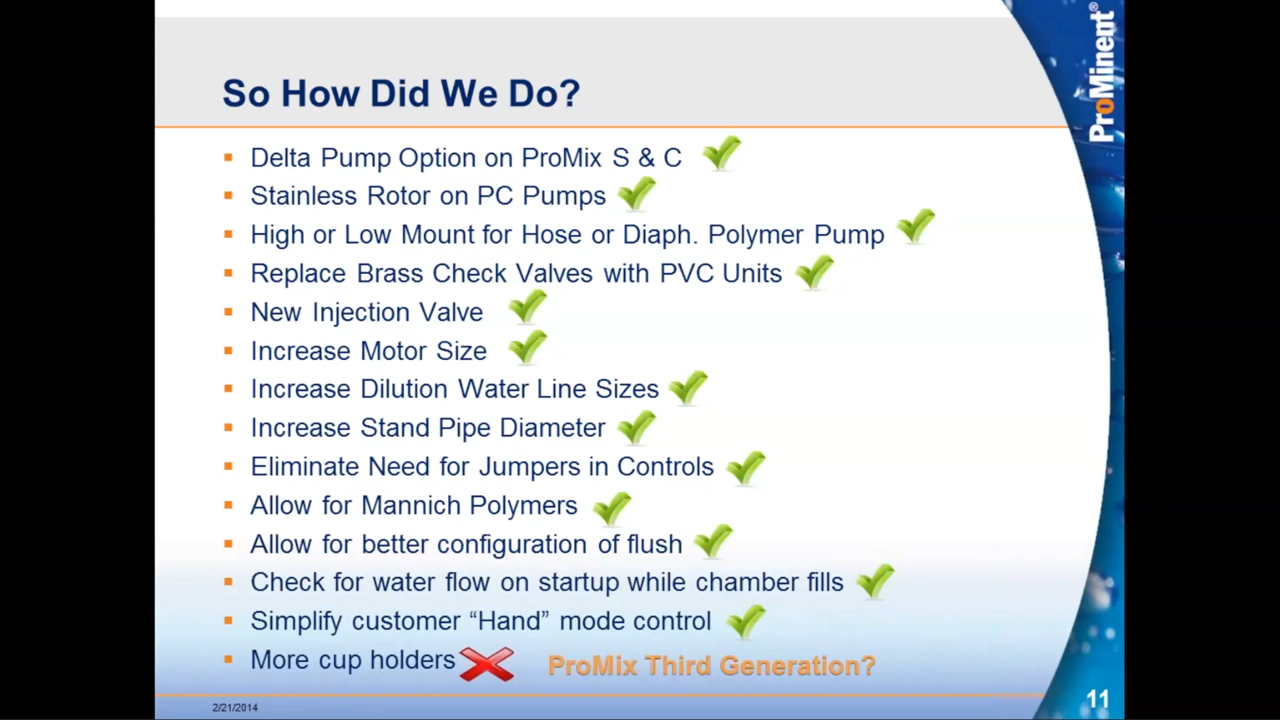 So How Did We Do?
ProMinent®
▪ Delta Pump Option on ProMix S & C
▪ Stainless Rotor on PC Pumps
▪ High or Low Mount for Hose or Diaph. Polymer Pump
▪ Replace Brass Check Valves with PVC Units
▪ New Injection Valve
▪ Increase Motor Size
▪ Increase Dilution Water Line Sizes
▪ Increase Stand Pipe Diameter
▪ Eliminate Need for Jumpers in Controls
▪ Allow for Mannich Polymers
▪ Allow for better configuration of flush
▪ Check for water flow on startup while chamber fills
▪ Simplify customer “Hand” mode control
▪ More cup holders ProMix Third Generation?
2/21/2014
11